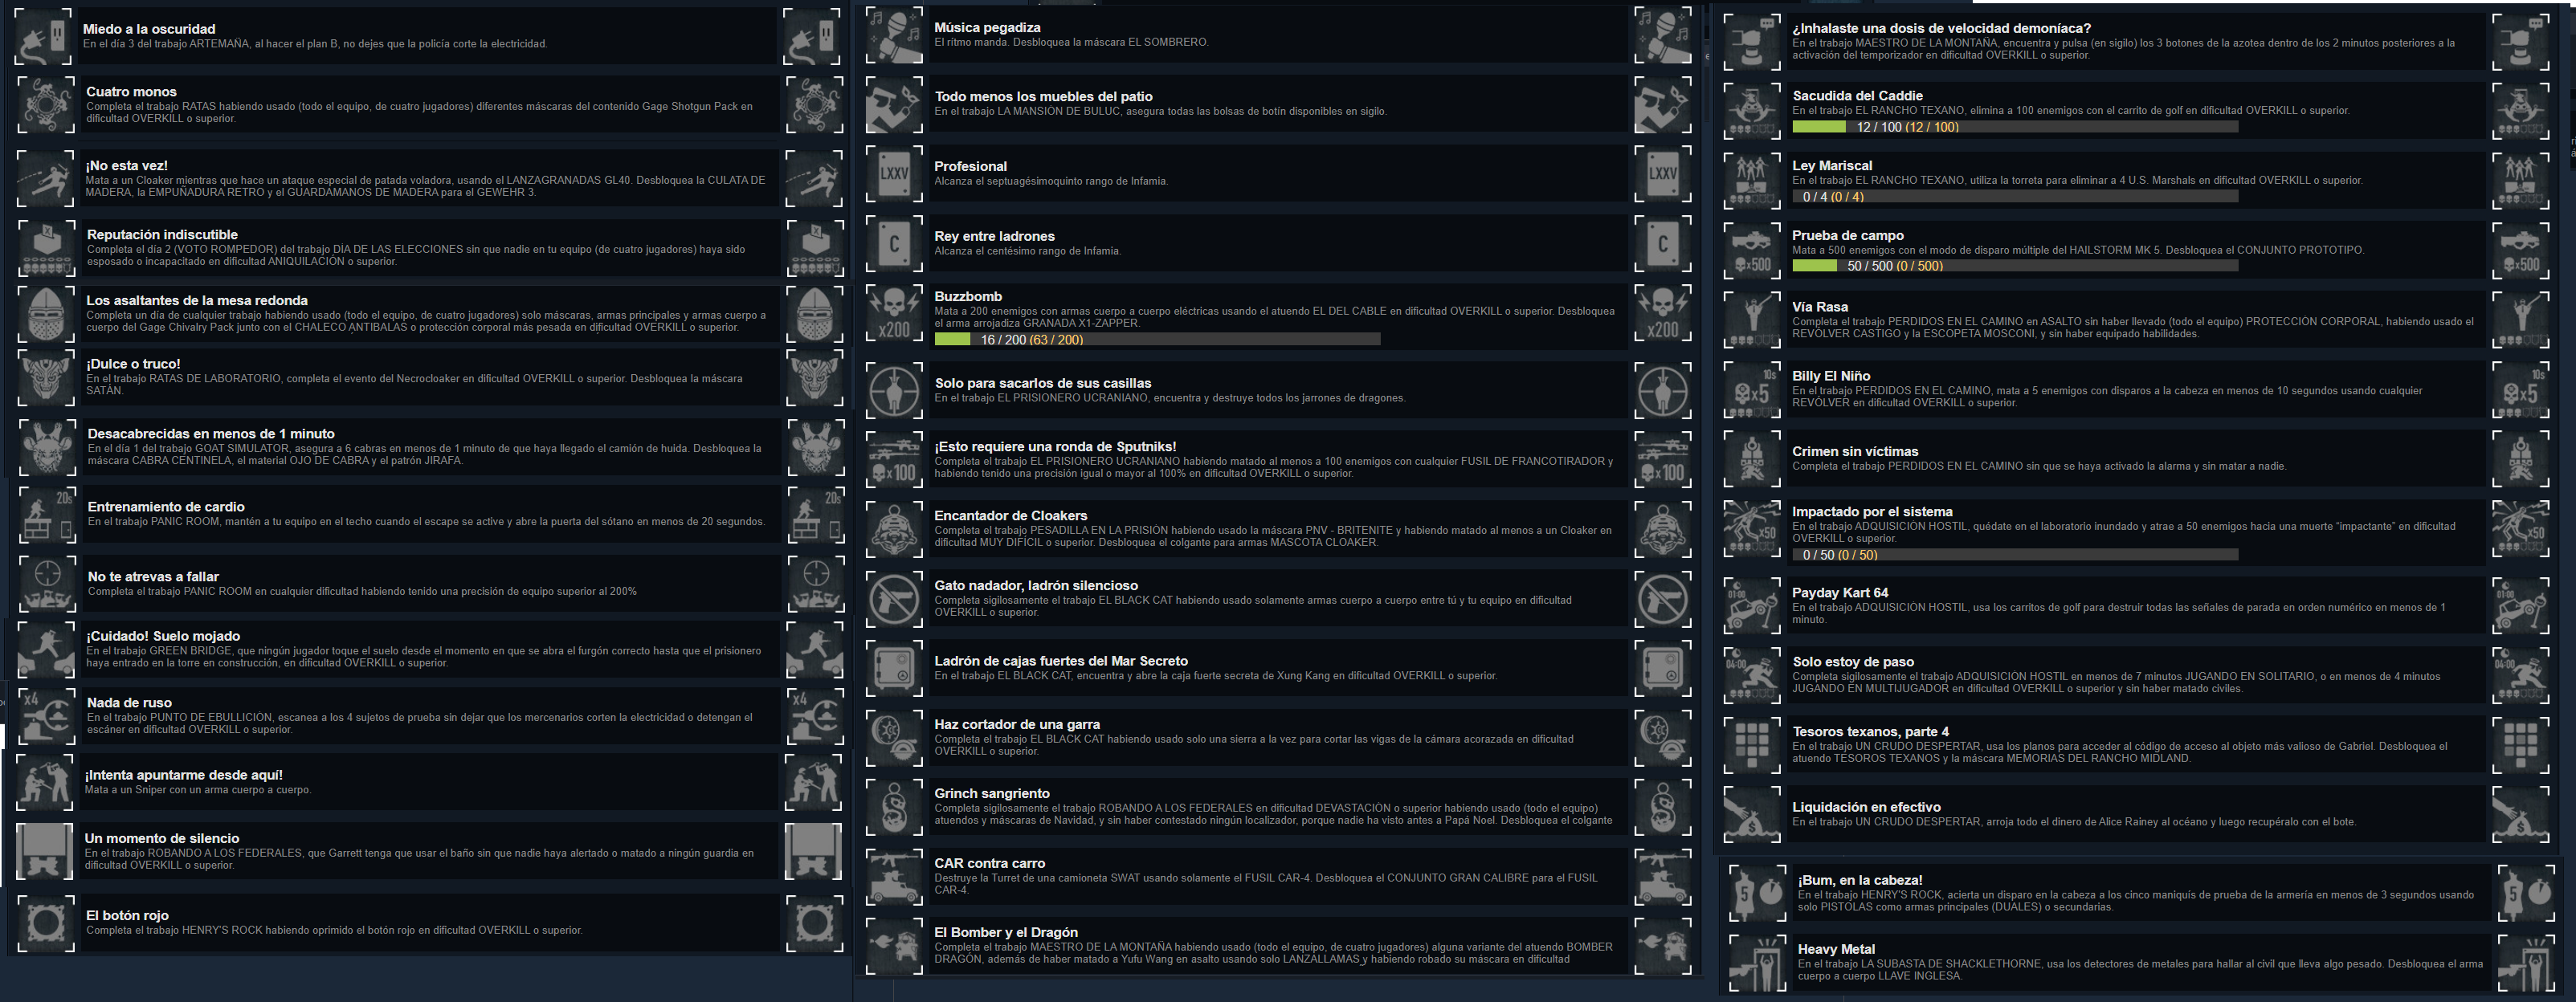 Miedo a la oscuridad
En el día 3 del trabajo ARTEMAÑA, al hacer el plan B, no dejes que la policía corte la electricidad.
Cuatro monos
Completa el trabajo RATAS habiendo usado (todo el equipo, de cuatro jugadores) diferentes máscaras del contenido Gage Shotgun Pack en
dificultad OVERKILL o superior.
¡No esta vez!
Mata a un Cloaker mientras que hace un ataque especial de patada voladora, usando el LANZAGRANADAS GL40. Desbloquea la CULATA DE
MADERA, la EMPUÑADURA RETRO y el GUARDAMANOS DE MADERA para el GEWEHR 3.
Reputación indiscutible
Completa el día 2 (VOTO ROMPEDOR) del trabajo DÍA DE LAS ELECCIONES sin que nadie en tu equipo (de cuatro jugadores) haya sido
esposado o incapacitado en dificultad ANIQUILACIÓN o superior.
Los asaltantes de la mesa redonda
Completa un día de cualquier trabajo habiendo usado (todo el equipo, de cuatro jugadores) solo máscaras, armas principales y armas cuerpo a
cuerpo del Gage Chivalry Pack junto con el CHALECO ANTIBALAS o protección corporal más pesada en dificultad OVERKILL o superior.
¡Dulce o truco!
En el trabajo RATAS DE LABORATORIO, completa el evento del Necrocloaker en dificultad OVERKILL o superior. Desbloquea la máscara
SATÁN.
Desacabrecidas en menos de 1 minuto
En el día 1 del trabajo GOAT SIMULATOR, asegura a 6 cabras en menos de 1 minuto de que haya llegado el camión de huida. Desbloquea la
máscara CABRA CENTINELA, el material OJO DE CABRA y el patrón JIRAFA.
20s
Entrenamiento de cardio
20s
En el trabajo PANIC ROOM, mantén a tu equipo en el techo cuando el escape se active y abre la puerta del sótano en menos de 20 segundos.
No te atrevas a fallar
Completa el trabajo PANIC ROOM en cualquier dificultad habiendo tenido una precisión de equipo superior al 200%
¡Cuidado! Suelo mojado
En el trabajo GREEN BRIDGE, que ningún jugador toque el suelo desde el momento en que se abra el furgón correcto hasta que el prisionero
haya entrado en la torre en construcción, en dificultad OVERKILL o superior.
x4
Nada de ruso
x4
En el trabajo PUNTO DE EBULLICIÓN, escanea a los 4 sujetos de prueba sin dejar que los mercenarios corten la electricidad o detengan el
escáner en dificultad OVERKILL o superior.
¡Intenta apuntarme desde aquí!
Mata a un Sniper con un arma cuerpo a cuerpo.
Un momento de silencio
En el trabajo ROBANDO A LOS FEDERALES, que Garrett tenga que usar el baño sin que nadie haya alertado o matado a ningún guardia en
dificultad OVERKILL o superior.
El botón rojo
Completa el trabajo HENRY'S ROCK habiendo oprimido el botón rojo en dificultad OVERKILL o superior.
Música pegadiza
El ritmo manda. Desbloquea la máscara EL SOMBRERO.
Todo menos los muebles del patio
En el trabajo LA MANSIÓN DE BULUC, asegura todas las bolsas de botín disponibles en sigilo.
LXXV
Profesional
LXXV
Alcanza el septuagésimoquinto rango de Infamia.
C
Rey entre ladrones
C
Alcanza el centésimo rango de Infamia.
x200
Buzzbomb
x200
Mata a 200 enemigos con armas cuerpo a cuerpo eléctricas usando el atuendo EL DEL CABLE en dificultad OVERKILL o superior. Desbloquea
el arma arrojadiza GRANADA X1-ZAPPER.
16 / 200 (63 / 200)
Solo para sacarlos de sus casillas
En el trabajo EL PRISIONERO UCRANIANO, encuentra y destruye todos los jarrones de dragones.
x100
¡Esto requiere una ronda de Sputniks!
x100
Completa el trabajo EL PRISIONERO UCRANIANO habiendo matado al menos a 100 enemigos con cualquier FUSIL DE FRANCOTIRADOR y
habiendo tenido una precisión igual o mayor al 100% en dificultad OVERKILL o superior.
Encantador de Cloakers
Completa el trabajo PESADILLA EN LA PRISIÓN habiendo usado la máscara PNV - BRITENITE y habiendo matado al menos a un Cloaker en
dificultad MUY DIFÍCIL o superior. Desbloquea el colgante para armas MASCOTA CLOAKER.
Gato nadador, ladrón silencioso
Completa sigilosamente el trabajo EL BLACK CAT habiendo usado solamente armas cuerpo a cuerpo entre tú y tu equipo en dificultad
OVERKILL o superior.
Ladrón de cajas fuertes del Mar Secreto
En el trabajo EL BLACK CAT, encuentra y abre la caja fuerte secreta de Xung Kang en dificultad OVERKILL o superior.
Haz cortador de una garra
Completa el trabajo EL BLACK CAT habiendo usado solo una sierra a la vez para cortar las vigas de la cámara acorazada en dificultad
OVERKILL o superior.
Grinch sangriento
Completa sigilosamente el trabajo ROBANDO A LOS FEDERALES en dificultad DEVASTACIÓN o superior habiendo usado (todo el equipo)
atuendos y máscaras de Navidad, y sin haber contestado ningún localizador, porque nadie ha visto antes a Papá Noel. Desbloquea el colgante
CAR contra carro
Destruye la Turret de una camioneta SWAT usando solamente el FUSIL CAR-4. Desbloquea el CONJUNTO GRAN CALIBRE para el FUSIL
CAR-4.
El Bomber y el Dragón
Completa el trabajo MAESTRO DE LA MONTAÑA habiendo usado (todo el equipo, de cuatro jugadores) alguna variante del atuendo BOMBER
DRAGÓN, además de haber matado a Yufu Wang en asalto usando solo LANZALLAMAS y habiendo robado su máscara en dificultad
¿Inhalaste una dosis de velocidad demoníaca?
En el trabajo MAESTRO DE LA MONTAÑA, encuentra y pulsa (en sigilo) los 3 botones de la azotea dentro de los 2 minutos posteriores a la
activación del temporizador en dificultad OVERKILL o superior.
Sacudida del Caddie
En el trabajo EL RANCHO TEXANO, elimina a 100 enemigos con el carrito de golf en dificultad OVERKILL o superior.
12 / 100 (12 / 100)
Ley Mariscal
En el trabajo EL RANCHO TEXANO, utiliza la torreta para eliminar a 4 U.S. Marshals en dificultad OVERKILL o superior.
0 / 4 (0 / 4)
x500
Prueba de campo
x500
Mata a 500 enemigos con el modo de disparo múltiple del HAILSTORM MK 5. Desbloquea el CONJUNTO PROTOTIPO.
50 / 500 (0 / 500)
Vía Rasa
Completa el trabajo PERDIDOS EN EL CAMINO en ASALTO sin haber llevado (todo el equipo) PROTECCIÓN CORPORAL, habiendo usado el
REVÓLVER CASTIGO y la ESCOPETA MOSCONI, y sin haber equipado habilidades.
10s
x5
Billy El Niño
10s
x5
En el trabajo PERDIDOS EN EL CAMINO, mata a 5 enemigos con disparos a la cabeza en menos de 10 segundos usando cualquier
REVÓLVER en dificultad OVERKILL o superior.
Crimen sin víctimas
Completa el trabajo PERDIDOS EN EL CAMINO sin que se haya activado la alarma y sin matar a nadie.
x50
Impactado por el sistema
x50
En el trabajo ADQUISICIÓN HOSTIL, quédate en el laboratorio inundado y atrae a 50 enemigos hacia una muerte "impactante" en dificultad
OVERKILL o superior.
0 / 50 (0 / 50)
01:00
Payday Kart 64
01:00
En el trabajo ADQUISICIÓN HOSTIL, usa los carritos de golf para destruir todas las señales de parada en orden numérico en menos de 1
minuto.
04:00
Solo estoy de paso
04:00
Completa sigilosamente el trabajo ADQUISICIÓN HOSTIL en menos de 7 minutos JUGANDO EN SOLITARIO, o en menos de 4 minutos
JUGANDO EN MULTIJUGADOR en dificultad OVERKILL o superior y sin haber matado civiles.
Tesoros texanos, parte 4
En el trabajo UN CRUDO DESPERTAR, usa los planos para acceder al código de acceso al objeto más valioso de Gabriel. Desbloquea el
atuendo TESOROS TEXANOS y la máscara MEMORIAS DEL RANCHO MIDLAND.
Liquidación en efectivo
En el trabajo UN CRUDO DESPERTAR, arroja todo el dinero de Alice Rainey al océano y luego recupéralo con el bote.
5
¡Bum, en la cabeza!
5
En el trabajo HENRY'S ROCK, acierta un disparo en la cabeza a los cinco maniquís de prueba de la armería en menos de 3 segundos usando
solo PISTOLAS como armas principales (DUALES) o secundarias.
Heavy Metal
En el trabajo LA SUBASTA DE SHACKLETHORNE, usa los detectores de metales para hallar al civil que lleva algo pesado. Desbloquea el arma
cuerpo a cuerpo LLAVE INGLESA.